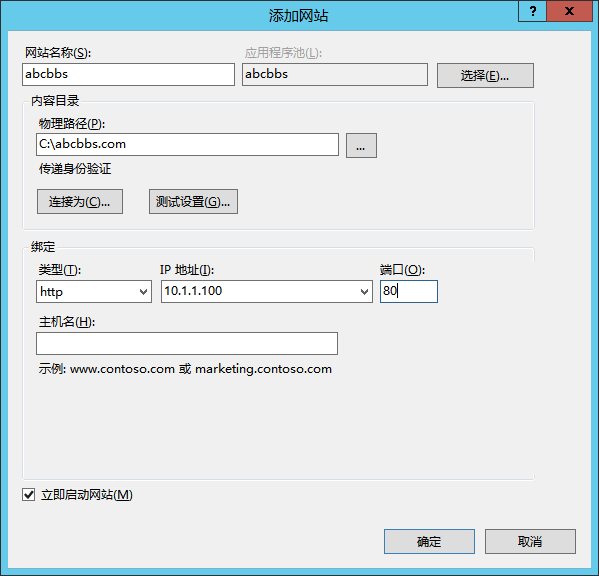 添加网站
?
x
网站名称(S):
应用程序池(L):
abcbbs
abcbbs
选择(E)...
内容目录
物理路径(P):
C:\abcbbs.com
...
传递身份验证
连接为(C)...
测试设置(G)...
绑定
类型(T):
IP 地址(I):
端口(O):
http
10.1.1.100
80
主机名(H):
示例: www.contoso.com 或 marketing.contoso.com
立即启动网站(M)
确定
取消